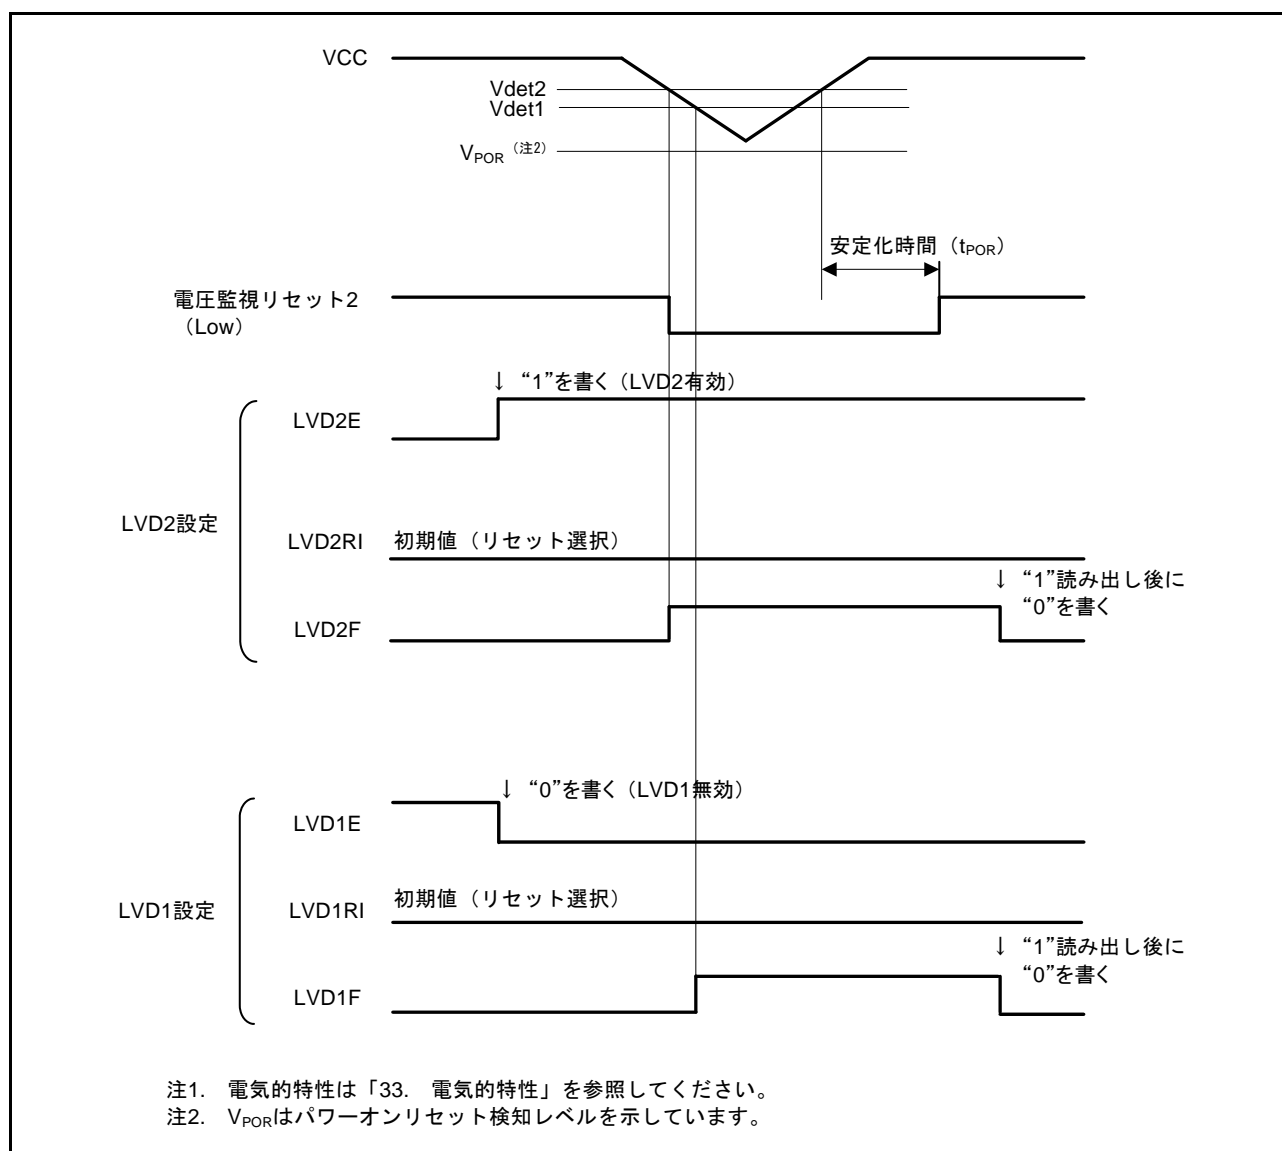 VCC
Vdet2
Vdet1
VPOR（注2）
安定化時間（tPOR）
電圧監視リセット2
（Low）
↓ “1”を書く（LVD2有効）
LVD2E
LVD2設定
LVD2RI
初期値（リセット選択）
↓ “1”読み出し後に
“0”を書く
LVD2F
↓ “0”を書く（LVD1無効）
LVD1E
LVD1設定
LVD1RI
初期値（リセット選択）
↓ “1”読み出し後に
“0”を書く
LVD1F
注1. 電気的特性は「33. 電気的特性」を参照してください。
注2. VPORはパワーオンリセット検知レベルを示しています。